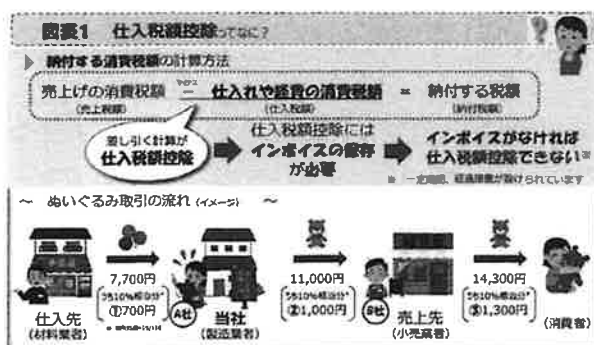 図表1 仕入税額控除ってなに?
納付する消費税額の計算方法
売上げの消費税額 － 仕入れや経費の消費税額 = 納付する税額
マイナス
(売上税額) (仕入税額) (納付税額)
差し引く計算が
仕入税額控除
仕入税額控除には
インボイスの保存
が必要
インボイスがなければ
仕入税額控除できない※
※ 一定期間、経過措置が設けられています
～ ぬいぐるみ取引の流れ (イメージ) ～
7,700円 11,000円 14,300円
うち10%相当分 うち10%相当分 うち10%相当分
①700円 ②1,000円 ③1,300円
A社 B社
仕入先 当社 売上先
(材料業者) (製造業者) (小売業者) (消費者)